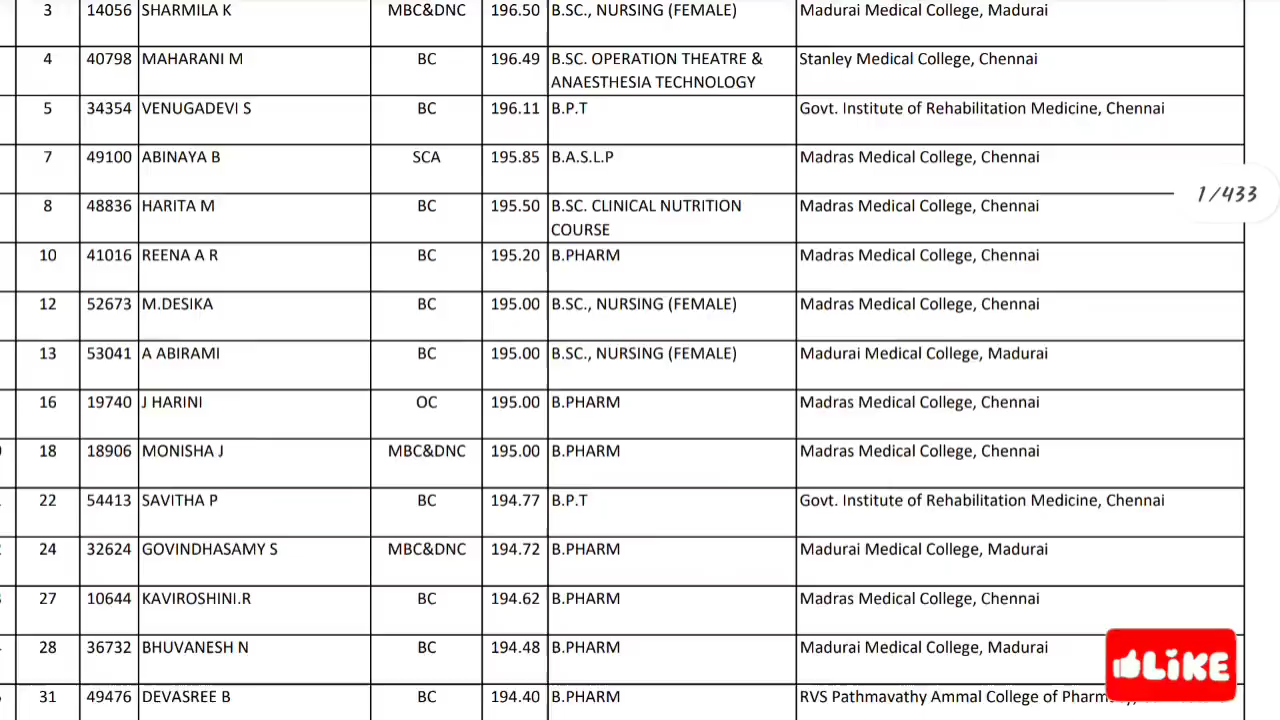 3 14056 SHARMILA K MBC&DNC 196.50 B.SC., NURSING (FEMALE) Madurai Medical College, Madurai
4 40798 MAHARANI M BC 196.49 B.SC. OPERATION THEATRE & Stanley Medical College, Chennai
ANAESTHESIA TECHNOLOGY
5 34354 VENUGADEVI S BC 196.11 B.P.T Govt. Institute of Rehabilitation Medicine, Chennai
7 49100 ABINAYA B SCA 195.85 B.A.S.L.P Madras Medical College, Chennai
1/433
8 48836 HARITA M BC 195.50 B.SC. CLINICAL NUTRITION Madras Medical College, Chennai
COURSE
10 41016 REENA A R BC 195.20 B.PHARM Madras Medical College, Chennai
12 52673 M.DESIKA BC 195.00 B.SC., NURSING (FEMALE) Madras Medical College, Chennai
13 53041 A ABIRAMI BC 195.00 B.SC., NURSING (FEMALE) Madurai Medical College, Madurai
16 19740 J HARINI OC 195.00 B.PHARM Madras Medical College, Chennai
18 18906 MONISHA J MBC&DNC 195.00 B.PHARM Madras Medical College, Chennai
22 54413 SAVITHA P BC 194.77 B.P.T Govt. Institute of Rehabilitation Medicine, Chennai
24 32624 GOVINDHASAMY S MBC&DNC 194.72 B.PHARM Madurai Medical College, Madurai
27 10644 KAVIROSHINI.R BC 194.62 B.PHARM Madras Medical College, Chennai
28 36732 BHUVANESH N BC 194.48 B.PHARM Madurai Medical College, Madurai
LIKE
31 49476 DEVASREE B BC 194.40 B.PHARM RVS Pathmavathy Ammal College of